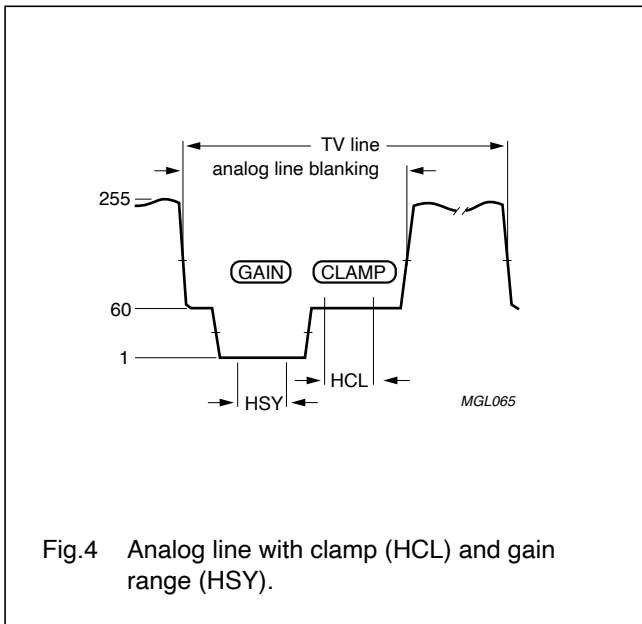 TV line
analog line blanking
255
GAIN
CLAMP
60
1
HCL
HSY
MGL065
Fig.4 Analog line with clamp (HCL) and gain
range (HSY).